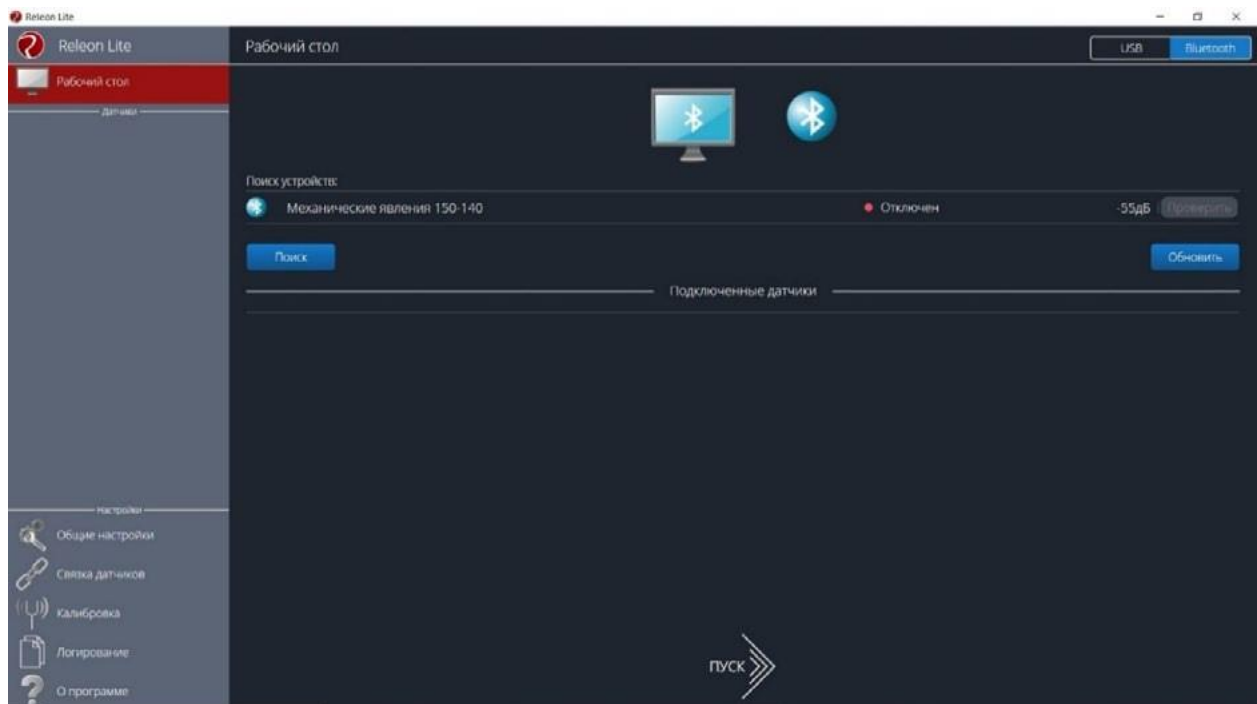 Releon Lite
Releon Lite
Рабочий стол
USB
Bluetooth
Рабочий стол
Датчики
Поиск устройств:
Механические явления 150-140
Отключен
-55дБ
Проверить
Поиск
Обновить
Подключенные датчики
Настройки
Общие настройки
Связка датчиков
Калибровка
Логирование
О программе
ПУСК